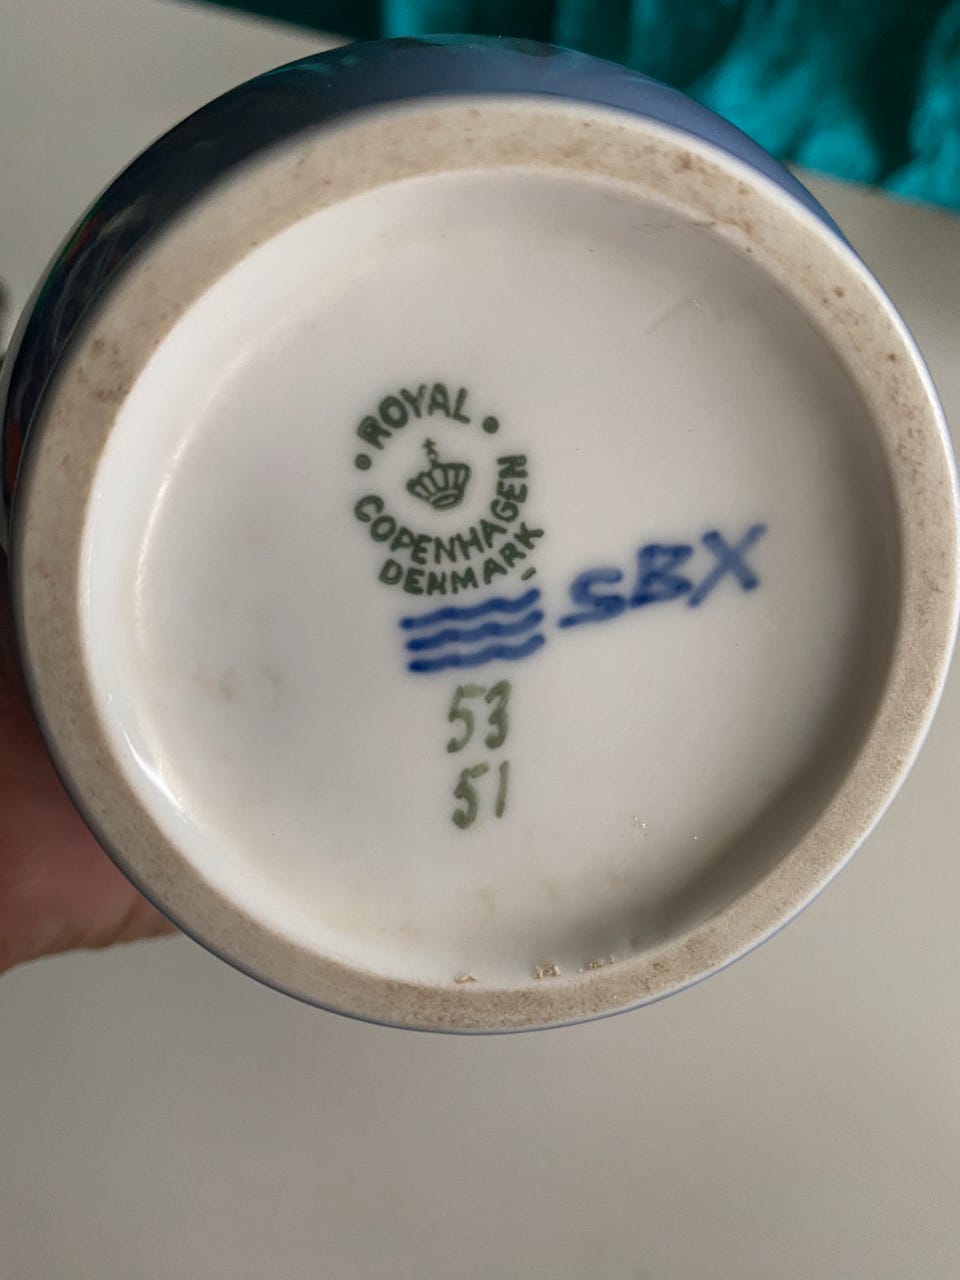 ROYAL
COPENHAGEN
DENMARK
SBX
53
51